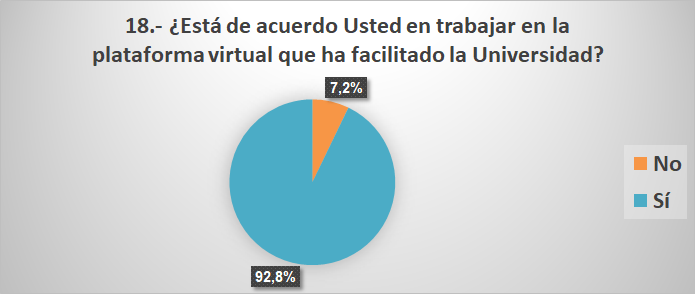 18.- ¿Está de acuerdo Usted en trabajar en la
plataforma virtual que ha facilitado la Universidad?
7,2%
No
Sí
92,8%